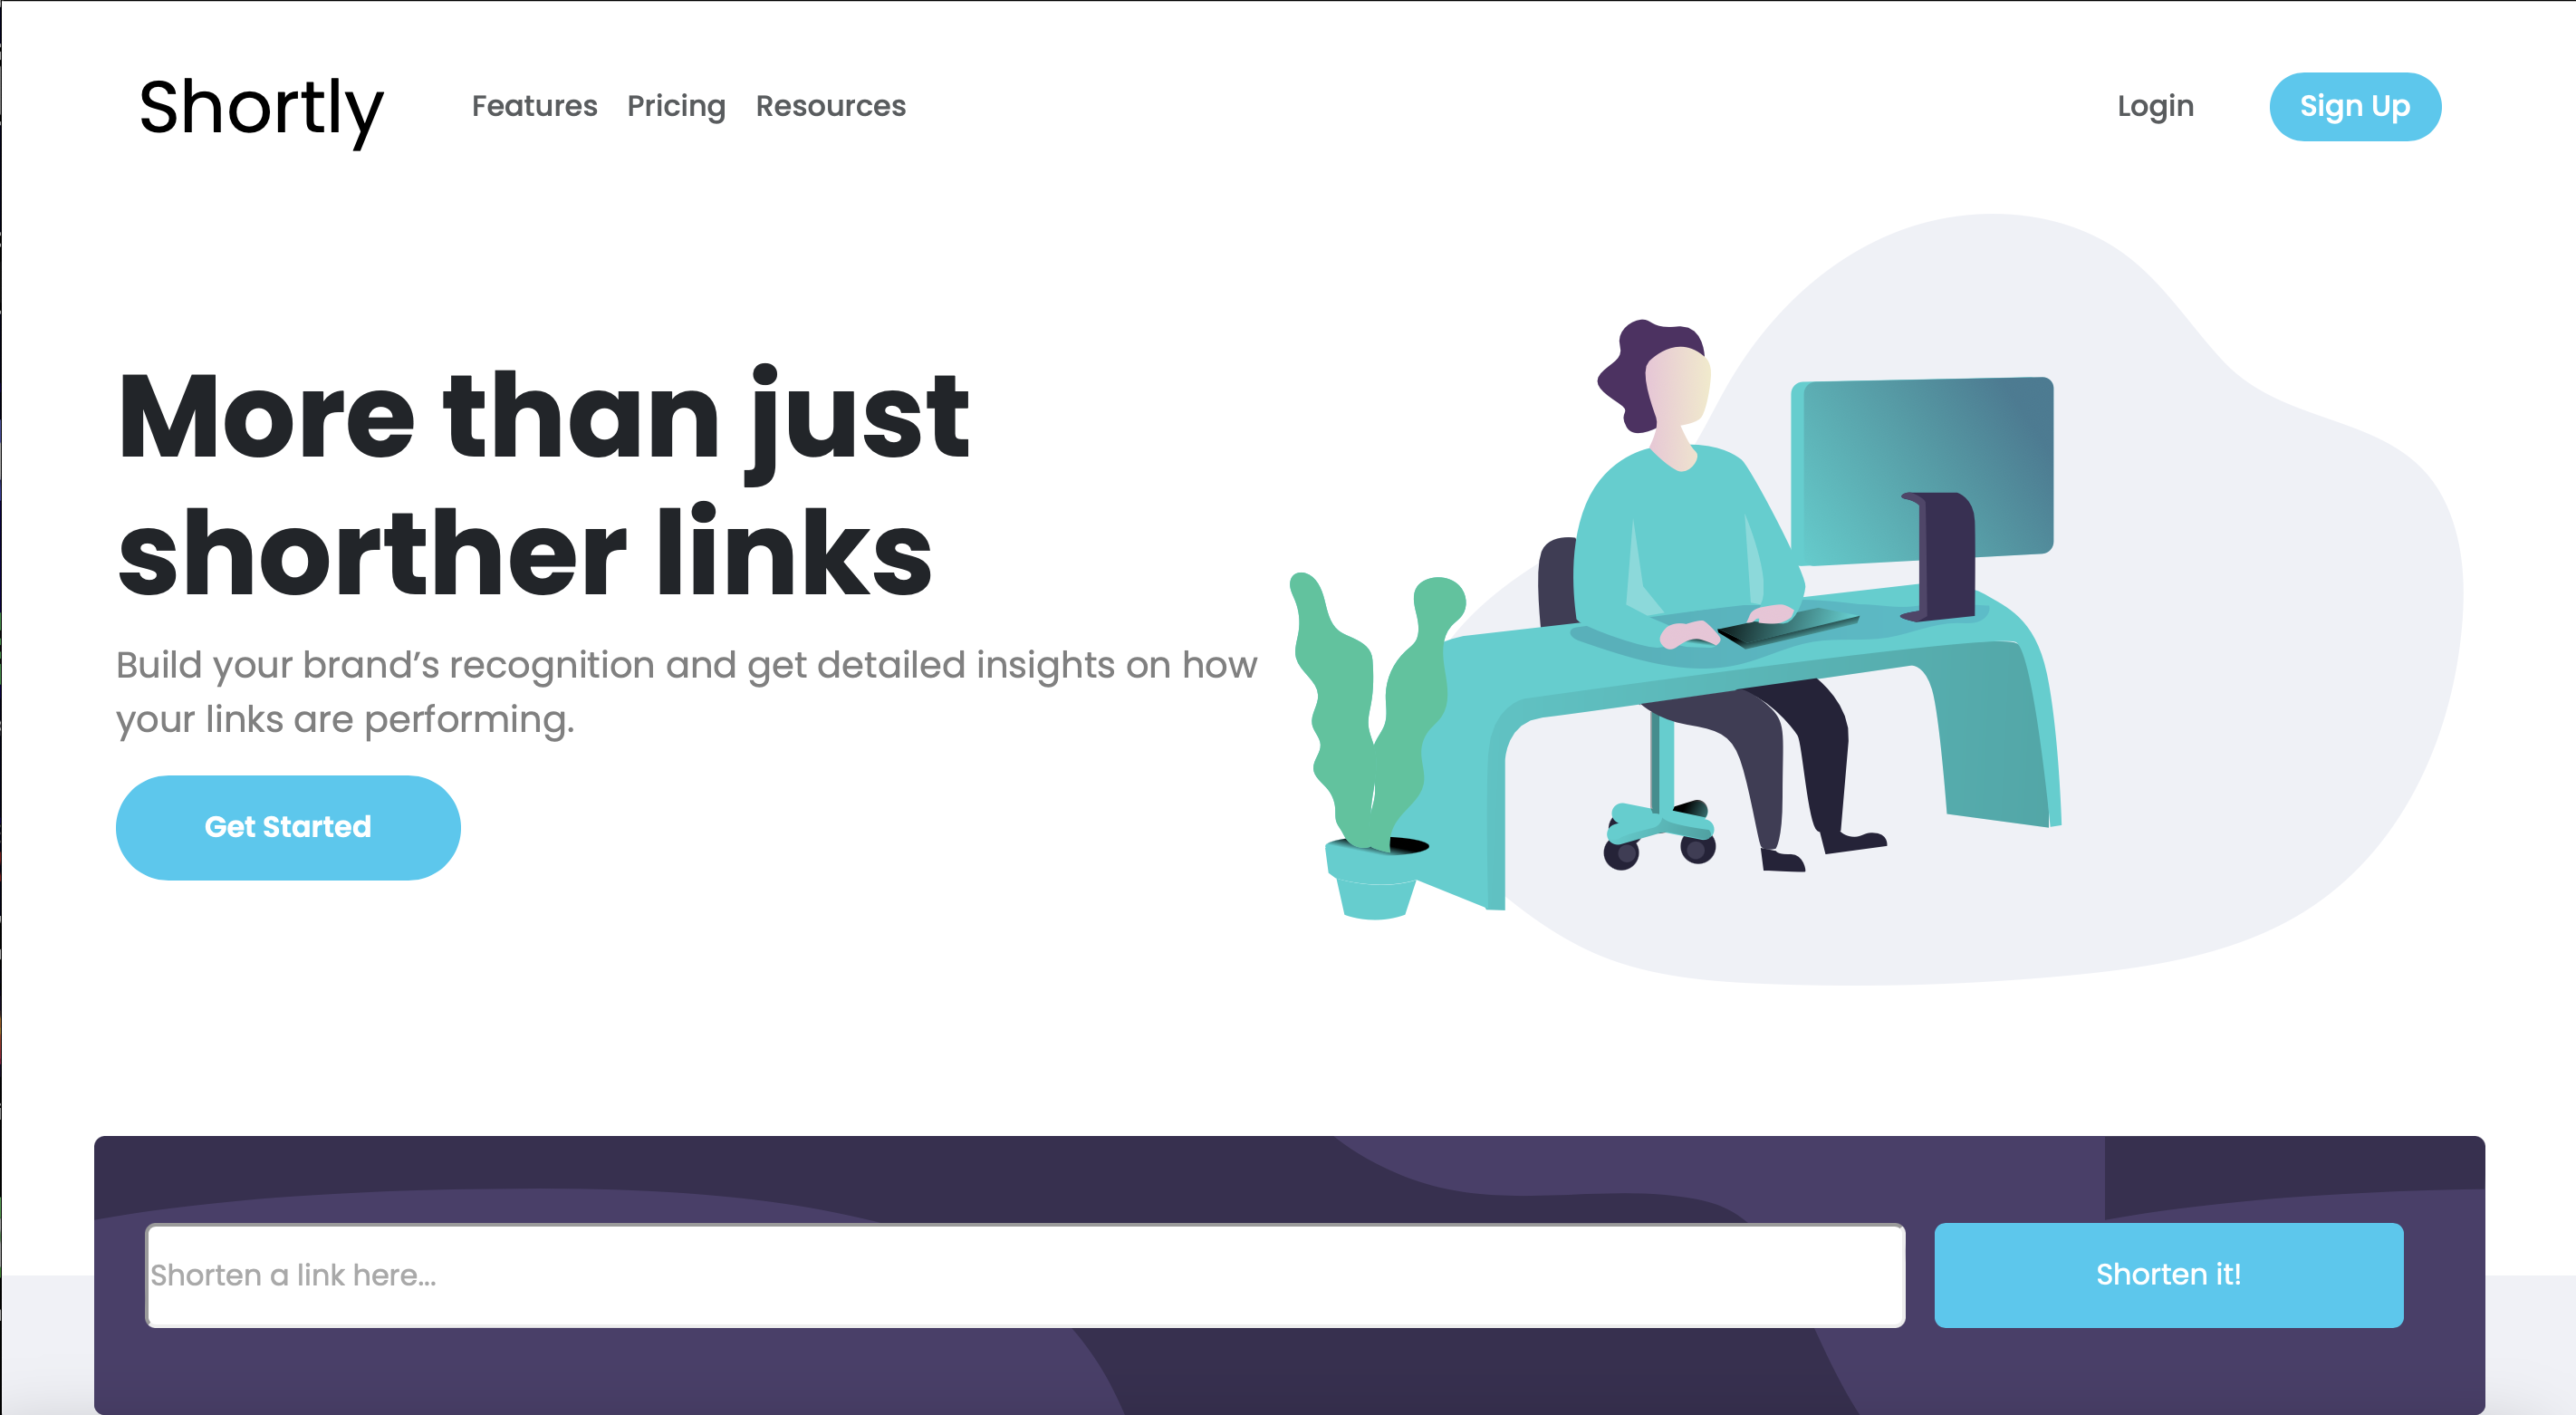 Shortly
Features Pricing Resources
Login
Sign Up
More than just
shorther links
Build your brand’s recognition and get detailed insights on how
your links are performing.
Get Started
Shorten a link here...
Shorten it!